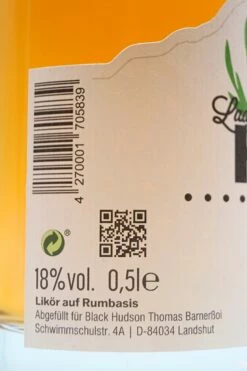 4 270001 705839
18%vol. 0,5l℮
Likör auf Rumbasis
Abgefüllt für Black Hudson Thomas Barnerßoi
Schwimmschulstr. 4A | D-84034 Landshut